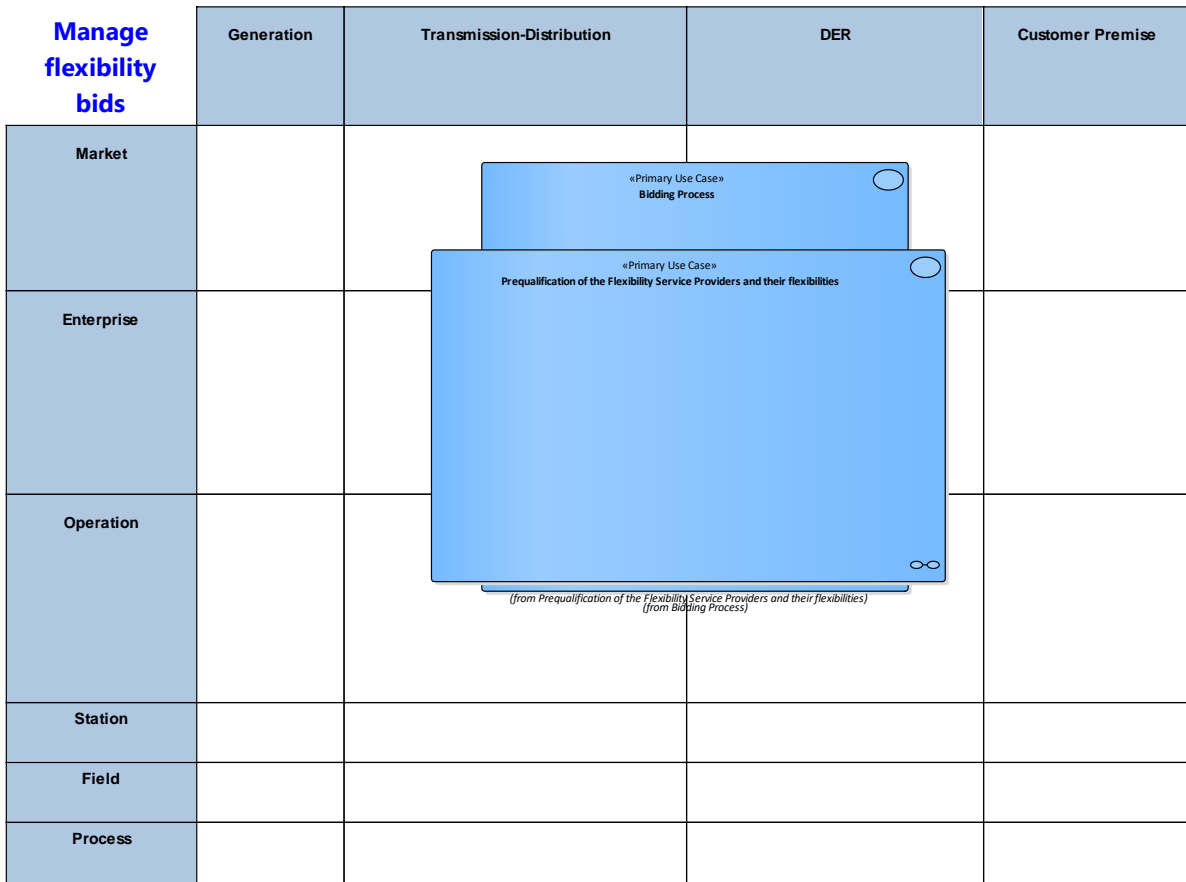 Manage
flexibility
bids
Generation
Transmission-Distribution
DER
Customer Premise
Market
«Primary Use Case»
Bidding Process
«Primary Use Case»
Prequalification of the Flexibility Service Providers and their flexibilities
Enterprise
Operation
(from Prequalification of the Flexibility Service Providers and their flexibilities)
(from Bidding Process)
Station
Field
Process